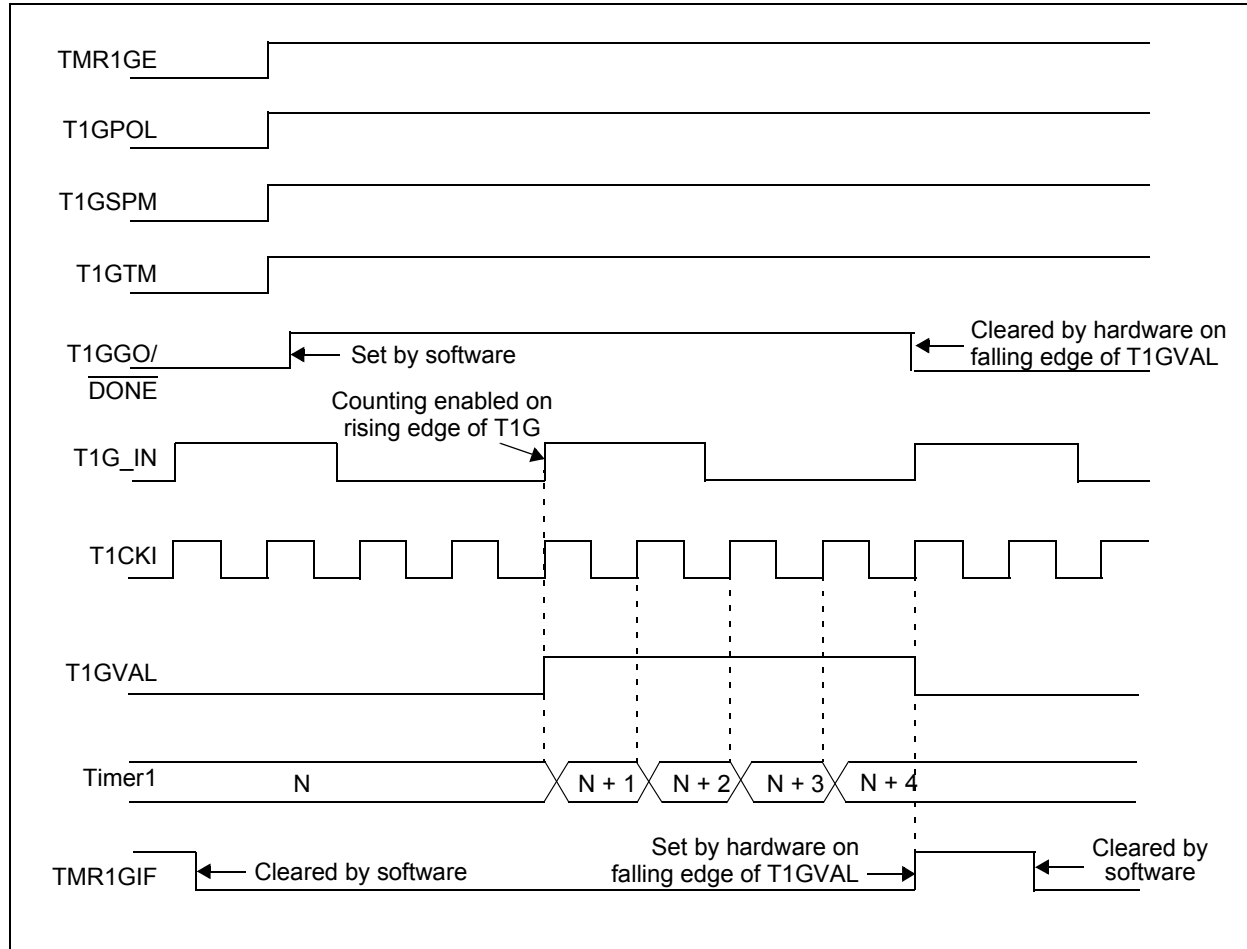 TMR1GE
T1GPOL
T1GSPM
T1GTM
T1GGO/
DONE
Set by software
Cleared by hardware on
falling edge of T1GVAL
Counting enabled on
rising edge of T1G
T1G_IN
T1CKI
T1GVAL
Timer1
N
N + 1
N + 2
N + 3
N + 4
TMR1GIF
Cleared by software
Set by hardware on
falling edge of T1GVAL
Cleared by
software